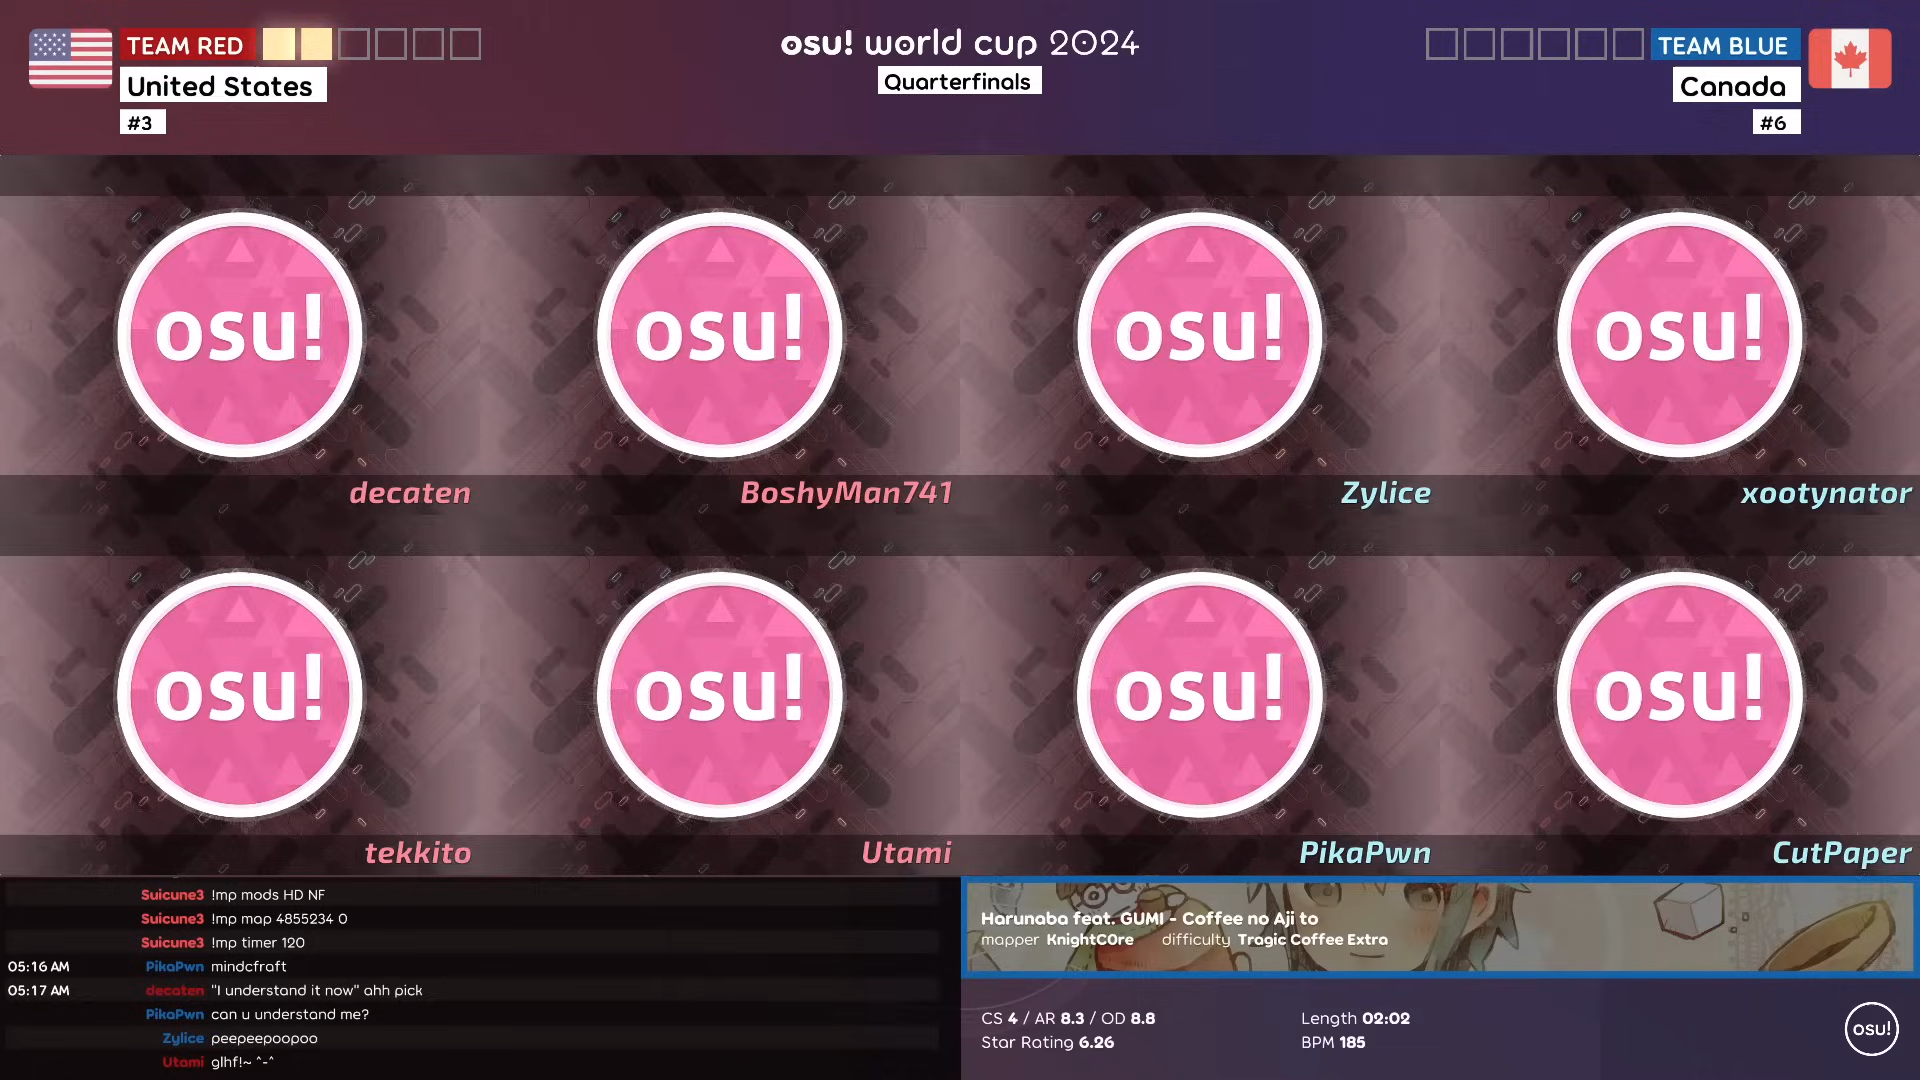 TEAM RED
United States
#3
osu! world cup 2024
Quarterfinals
TEAM BLUE
Canada
#6
osu!
osu!
osu!
osu!
decaten
BoshyMan741
Zylice
xootynator
osu!
osu!
osu!
osu!
tekkito
Utami
PikaPwn
CutPaper
Suicune3 !mp mods HD NF
Suicune3 !mp map 4855234 0
Suicune3 !mp timer 120
05:16 AM PikaPwn mindcfraft
05:17 AM decaten "I understand it now" ahh pick
PikaPwn can u understand me?
Zylice peepeepoopoo
Utami glhf!~ ^-^
Harunaba feat. GUMI - Coffee no Aji to
mapper KnightC0re difficulty Tragic Coffee Extra
CS 4 / AR 8.3 / OD 8.8
Star Rating 6.26
Length 02:02
BPM 185
osu!